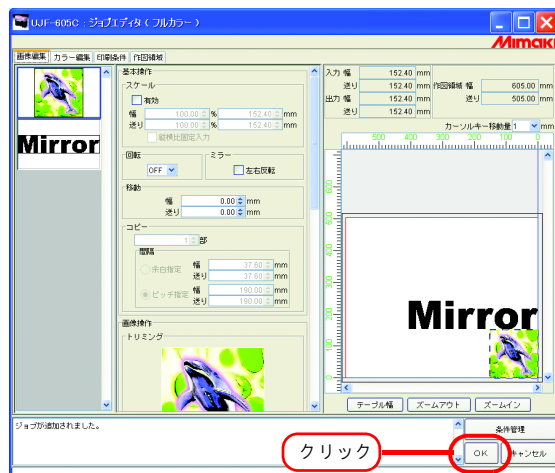 UJF-605C : ジョブエディタ ( フルカラー )
Mimaki
画像編集 カラー編集 印刷条件 作図領域
Mirror
基本操作
スケール
有効
幅 100.00 % 152.40 mm
送り 100.00 % 152.40 mm
縦横比固定入力
回転
OFF
ミラー
左右反転
移動
幅 0.00 mm
送り 0.00 mm
コピー
1 部
間隔
余白指定 幅 37.60 mm
送り 37.60 mm
ピッチ指定 幅 190.00 mm
送り 190.00 mm
画像操作
トリミング
入力 幅 152.40 mm 作図領域 幅 605.00 mm
送り 152.40 mm 送り 505.00 mm
出力 幅 152.40 mm
送り 152.40 mm
カーソルキー移動量 1 mm
500 400 300 200 100 0
600
500
400
300
200
100
0
Mirror
テーブル幅 ズームアウト ズームイン
ジョブが追加されました。
条件管理
クリック
OK
キャンセル